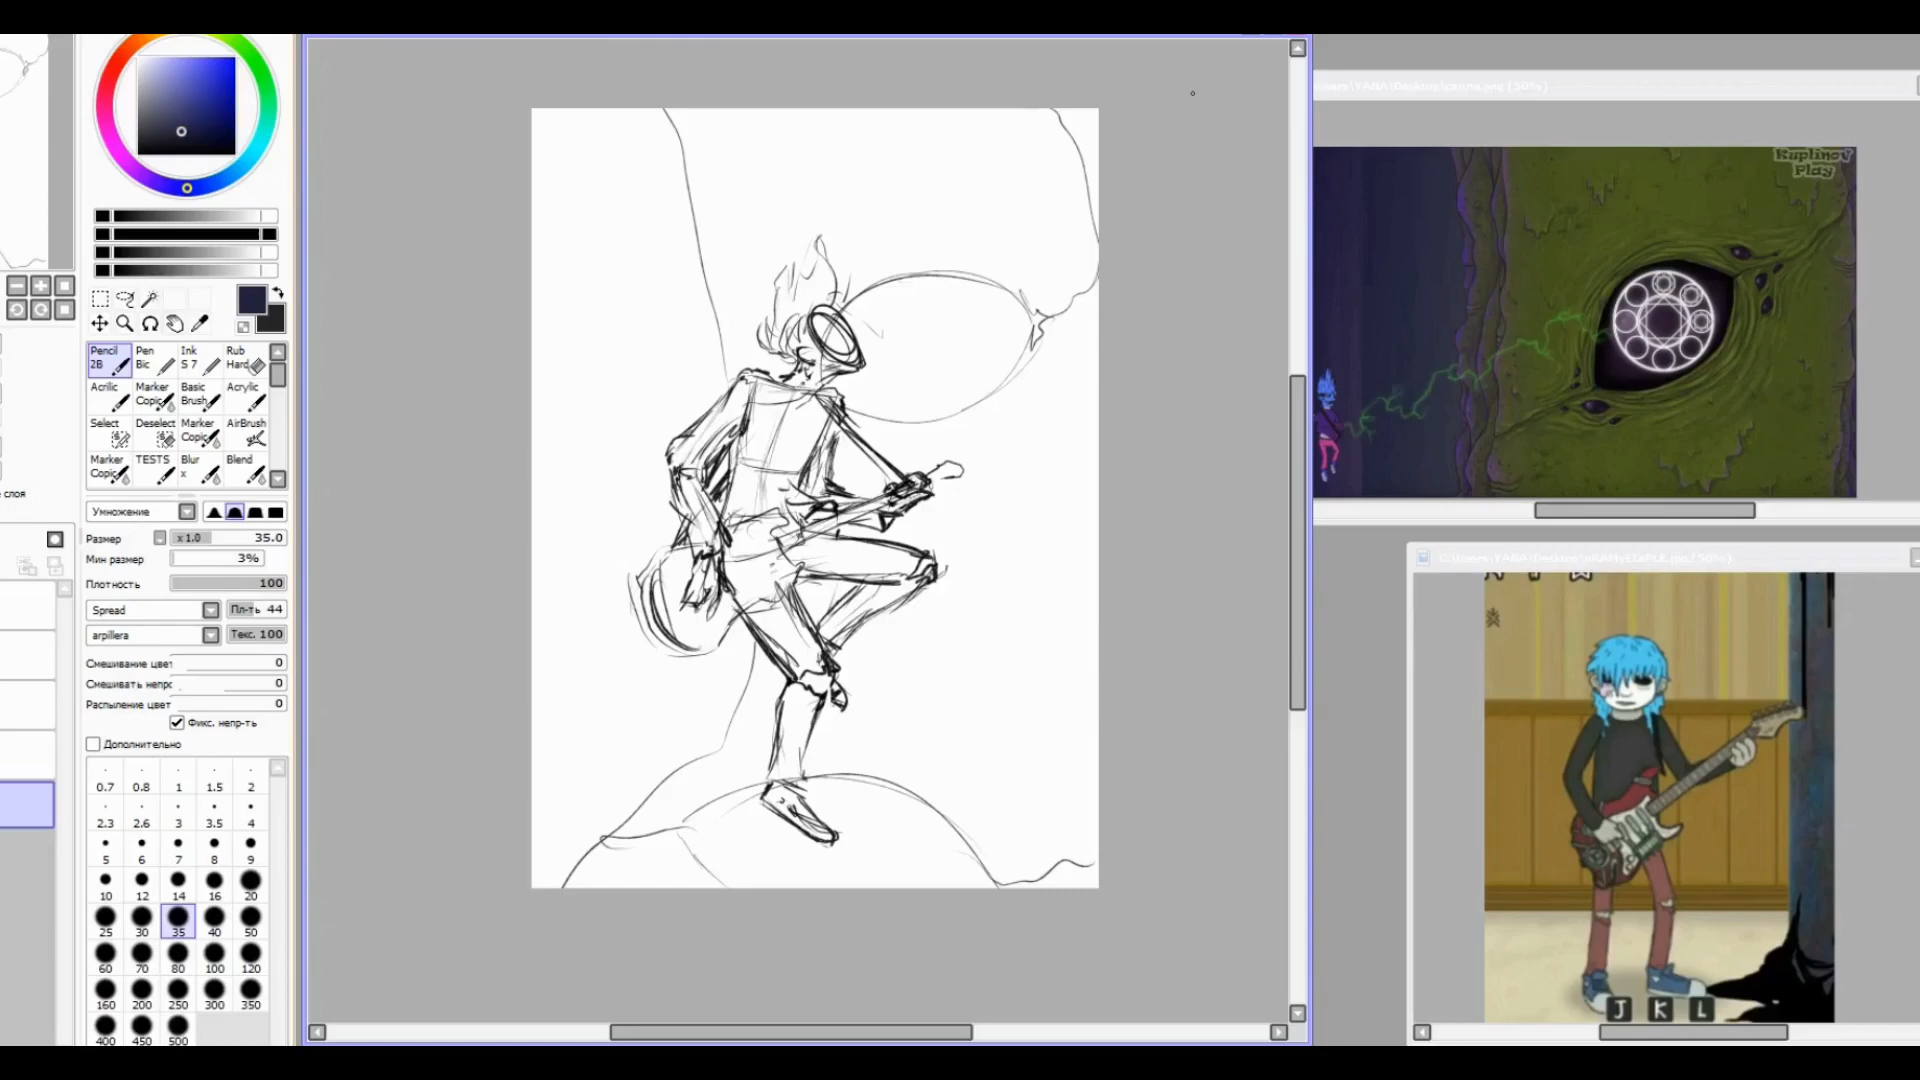 Pencil
2B
Pen
Bic
Ink
S 7
Rub
Hard
Acrilic
Marker
Copic
Basic
Brush
Acrylic
Select
Deselect
Marker
Copic
AirBrush
Marker
Copic
TESTS
Blur
x
Blend
слоя
Умножение
Размер x 1.0 35.0
Мин размер 3%
Плотность 100
Spread Пл-ть 44
arpillera Текс. 100
Смешивание цвет 0
Смешивать непрс 0
Распыление цвет 0
Фикс. непр-ть
Дополнительно
0.7 0.8 1 1.5 2
2.3 2.6 3 3.5 4
5 6 7 8 9
10 12 14 16 20
25 30 35 40 50
60 70 80 100 120
160 200 250 300 350
400 450 500
Kuplinov
Play
J K L